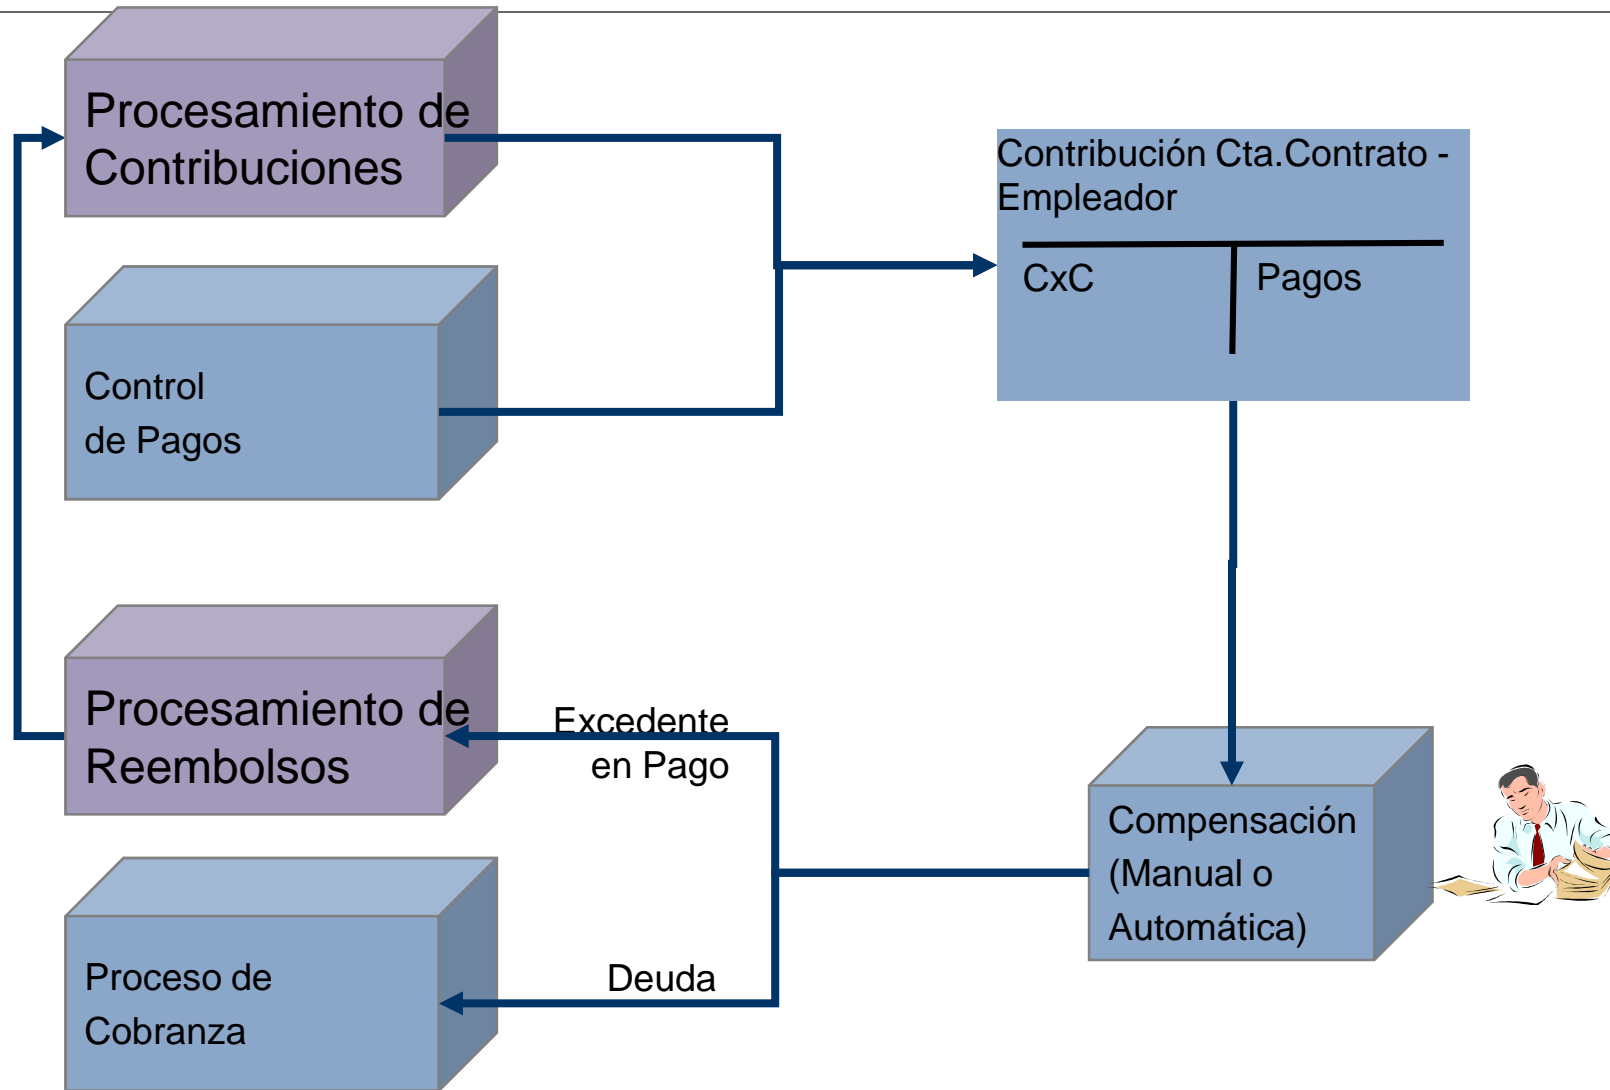 Procesamiento de
Contribuciones
Contribución Cta.Contrato -
Empleador
CxC
Pagos
Control
de Pagos
Procesamiento de
Reembolsos
Excedente
en Pago
Compensación
(Manual o
Automática)
Proceso de
Cobranza
Deuda